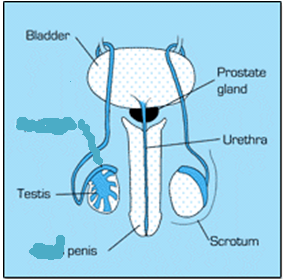 Bladder
Prostate
gland
Urethra
Testis
Scrotum
penis